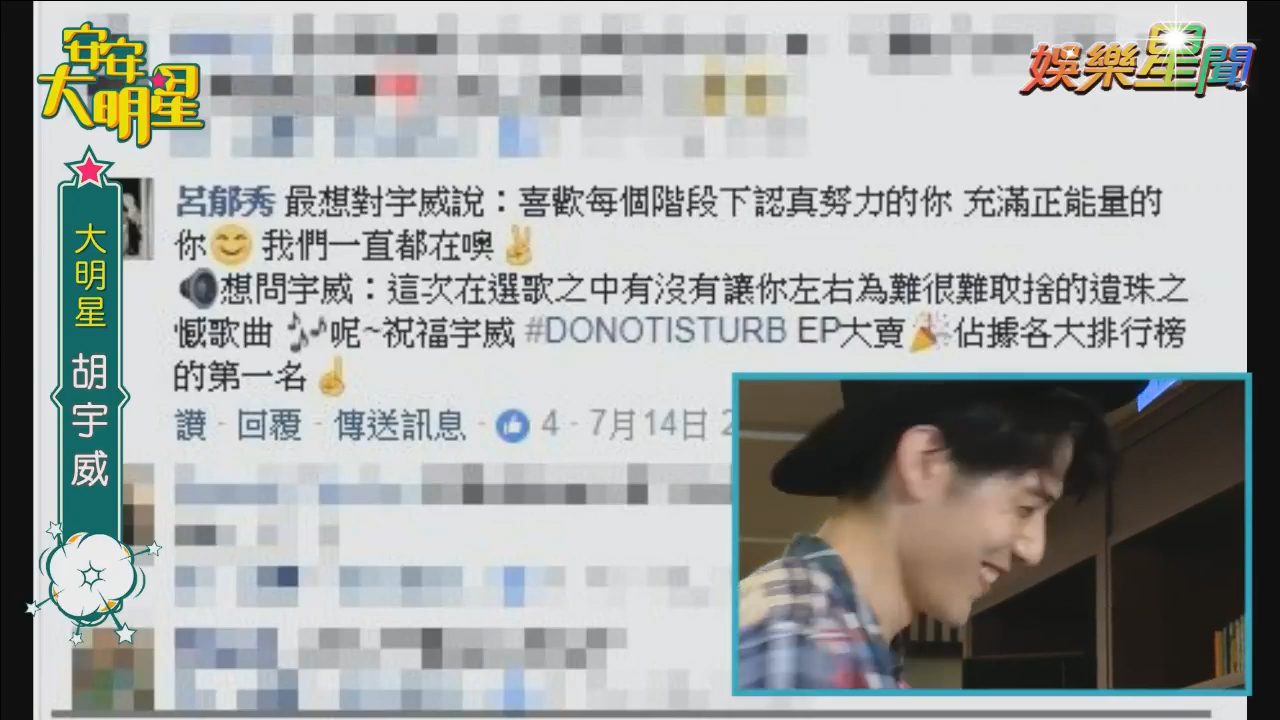 安安
大明星
娛樂星聞
大明星 胡宇威
呂郁秀 最想對宇威說：喜歡每個階段下認真努力的你 充滿正能量的
你😊 我們一直都在噢✌
🔊想問宇威：這次在選歌之中有沒有讓你左右為難很難取捨的遺珠之
慽歌曲 🎶呢~祝福宇威 #DONOTISTURB EP大賣🎉佔據各大排行榜
的第一名☝
讚 · 回覆 · 傳送訊息 · 4 · 7月14日 2